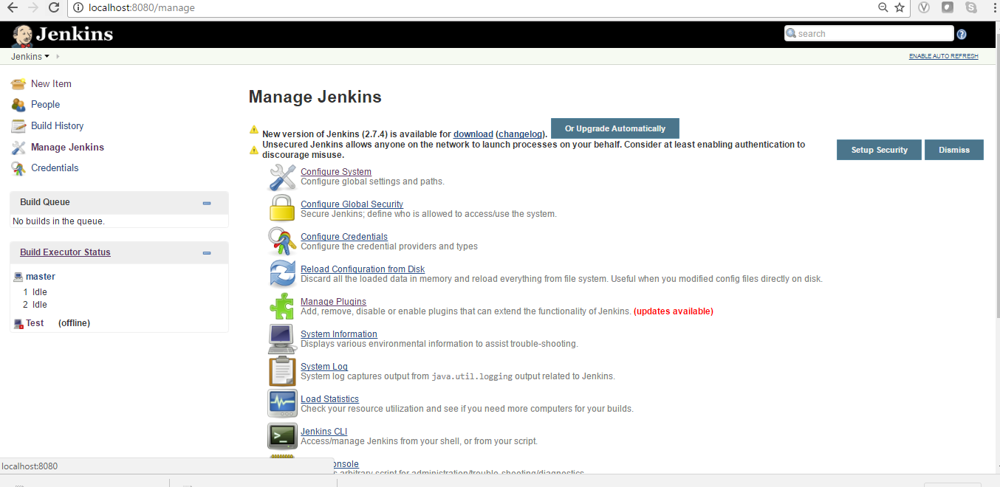 localhost:8080/manage
Jenkins
search
Jenkins
ENABLE AUTO REFRESH
New Item
People
Build History
Manage Jenkins
Credentials
Build Queue
No builds in the queue.
Build Executor Status
master
1 Idle
2 Idle
Test (offline)
Manage Jenkins
New version of Jenkins (2.7.4) is available for download (changelog). Or Upgrade Automatically
Unsecured Jenkins allows anyone on the network to launch processes on your behalf. Consider at least enabling authentication to
discourage misuse.
Setup Security Dismiss
Configure System
Configure global settings and paths.
Configure Global Security
Secure Jenkins; define who is allowed to access/use the system.
Configure Credentials
Configure the credential providers and types
Reload Configuration from Disk
Discard all the loaded data in memory and reload everything from file system. Useful when you modified config files directly on disk.
Manage Plugins
Add, remove, disable or enable plugins that can extend the functionality of Jenkins. (updates available)
System Information
Displays various environmental information to assist trouble-shooting.
System Log
System log captures output from java.util.logging output related to Jenkins.
Load Statistics
Check your resource utilization and see if you need more computers for your builds.
Jenkins CLI
Access/manage Jenkins from your shell, or from your script.
onsole
s arbitrary script for administration/trouble-shooting/diagnostics.
localhost:8080